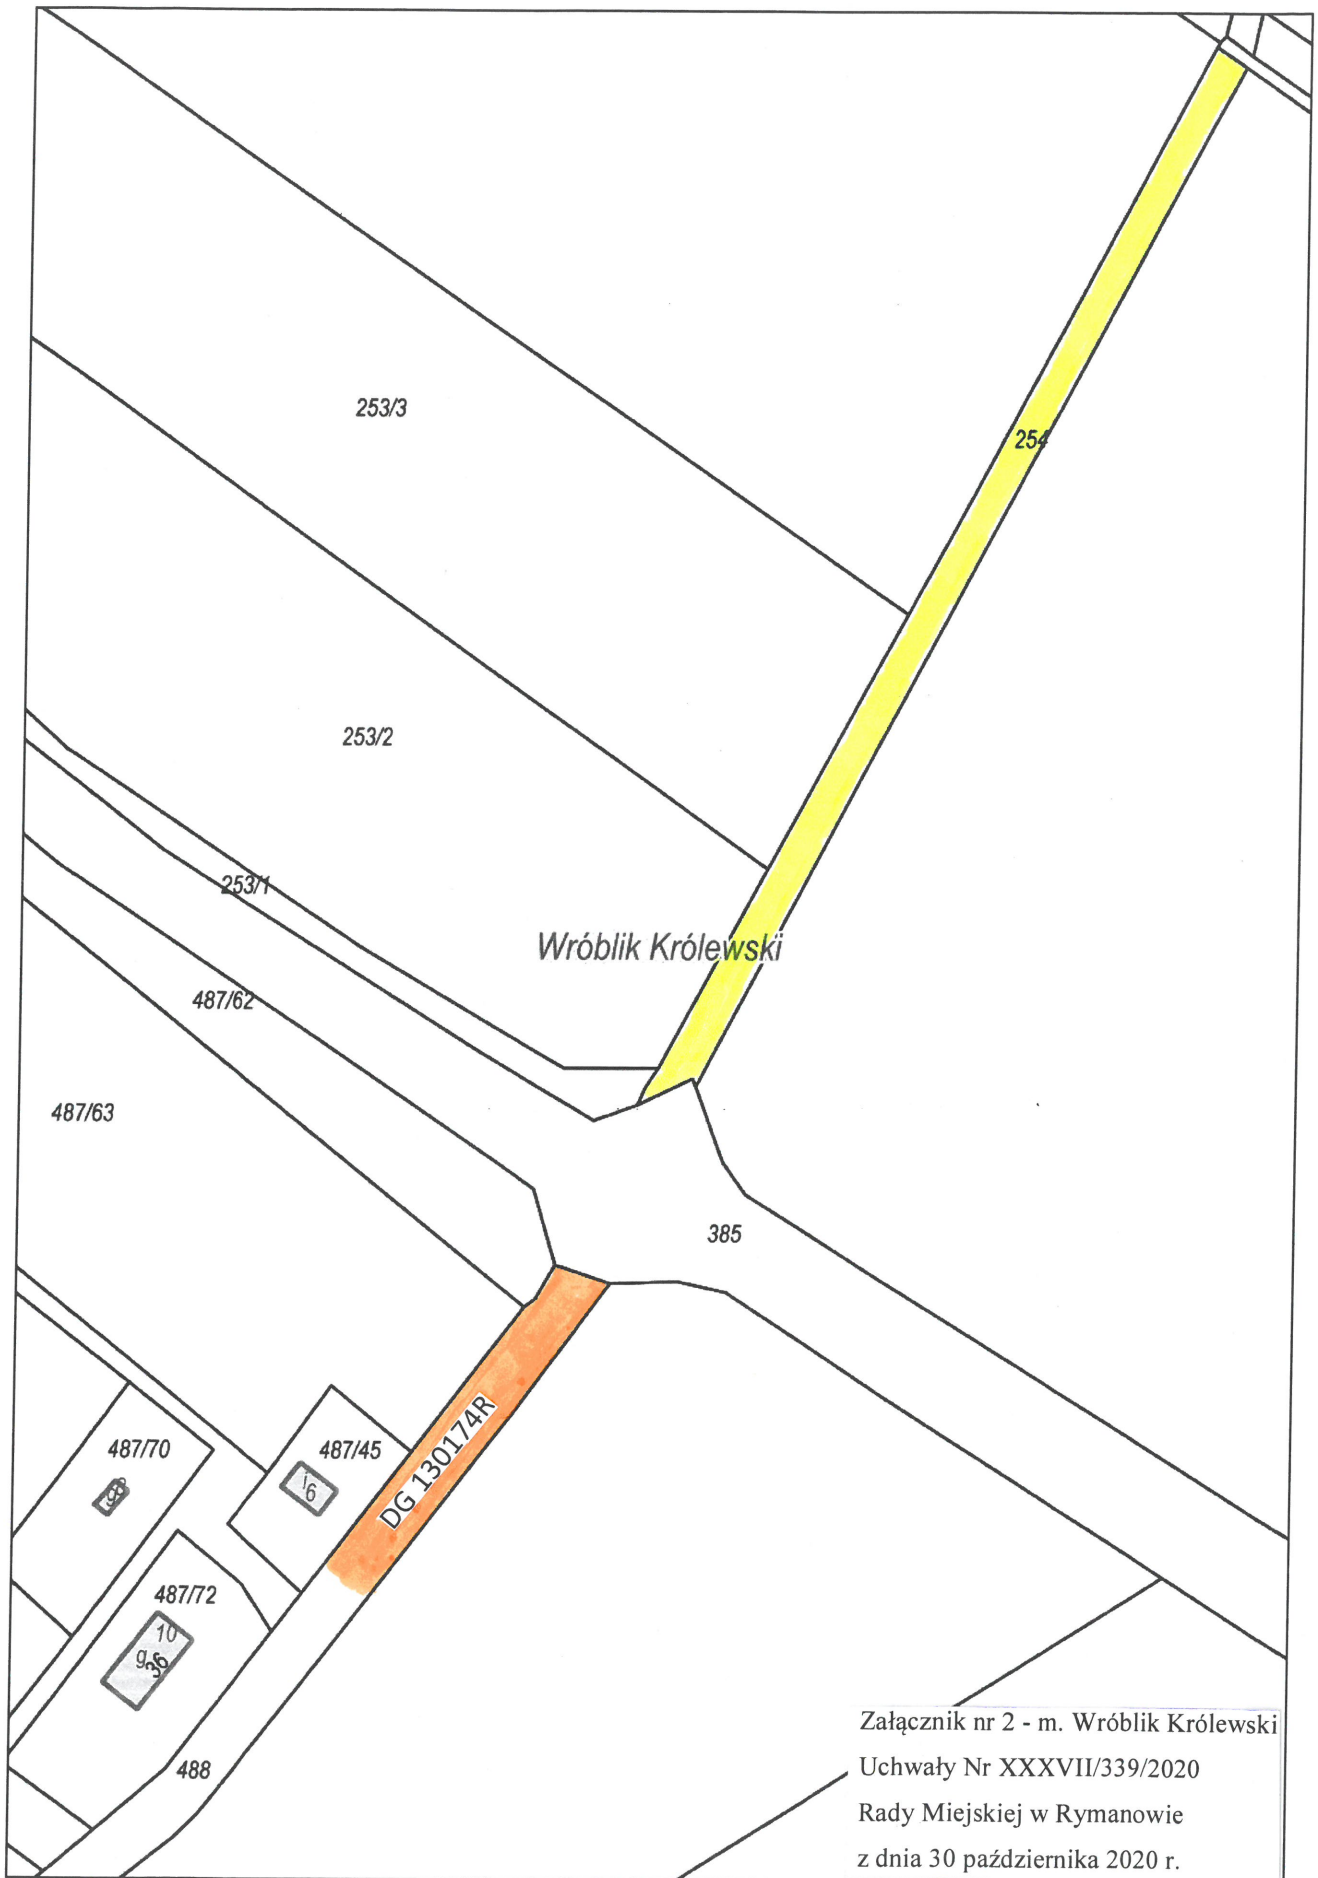 253/3
254
253/2
253/1
Wróblik Królewski
487/62
487/63
385
DG 130174R
487/70
487/45
6
487/72
10
g
36
488
Załącznik nr 2 - m. Wróblik Królewski
Uchwały Nr XXXVII/339/2020
Rady Miejskiej w Rymanowie
z dnia 30 października 2020 r.